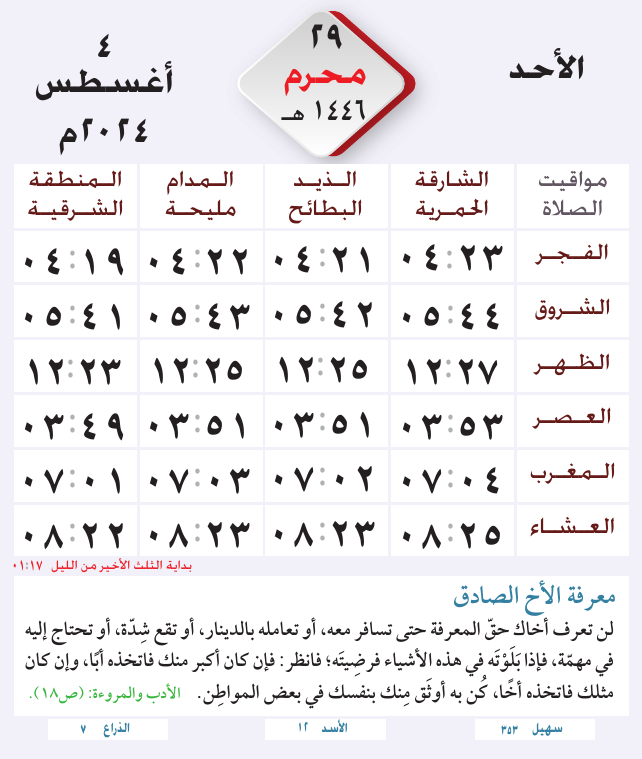 الأحد
٢٩
محرم
١٤٤٦ هـ
٤
أغسطس
٢٠٢٤م
مواقيت الصلاة | الشارقة الحمرية | الذيد البطائح | المدام مليحة | المنطقة الشرقية
الفجر ٠٤:٢٣ ٠٤:٢١ ٠٤:٢٢ ٠٤:١٩
الشروق ٠٥:٤٤ ٠٥:٤٢ ٠٥:٤٣ ٠٥:٤١
الظهر ١٢:٢٧ ١٢:٢٥ ١٢:٢٥ ١٢:٢٣
العصر ٠٣:٥٣ ٠٣:٥١ ٠٣:٥١ ٠٣:٤٩
المغرب ٠٧:٠٤ ٠٧:٠٢ ٠٧:٠٣ ٠٧:٠١
العشاء ٠٨:٢٥ ٠٨:٢٣ ٠٨:٢٣ ٠٨:٢٢
بداية الثلث الأخير من الليل ٠١:١٧
معرفة الأخ الصادق
لن تعرف أخاك حقّ المعرفة حتى تسافر معه، أو تعامله بالدينار، أو تقع شِدّة، أو تحتاج إليه
في مهمّة، فإذا بَلَوْتَه في هذه الأشياء فرضِيتَه؛ فانظر: فإن كان أكبر منك فاتخذه أبًا، وإن كان
مثلك فاتخذه أخًا، كُن به أوثَق مِنك بنفسك في بعض المواطِن. الأدب والمروءة: (ص١٨).
سهيل ٣٥٣
الأسد ١٢
الذراع ٧